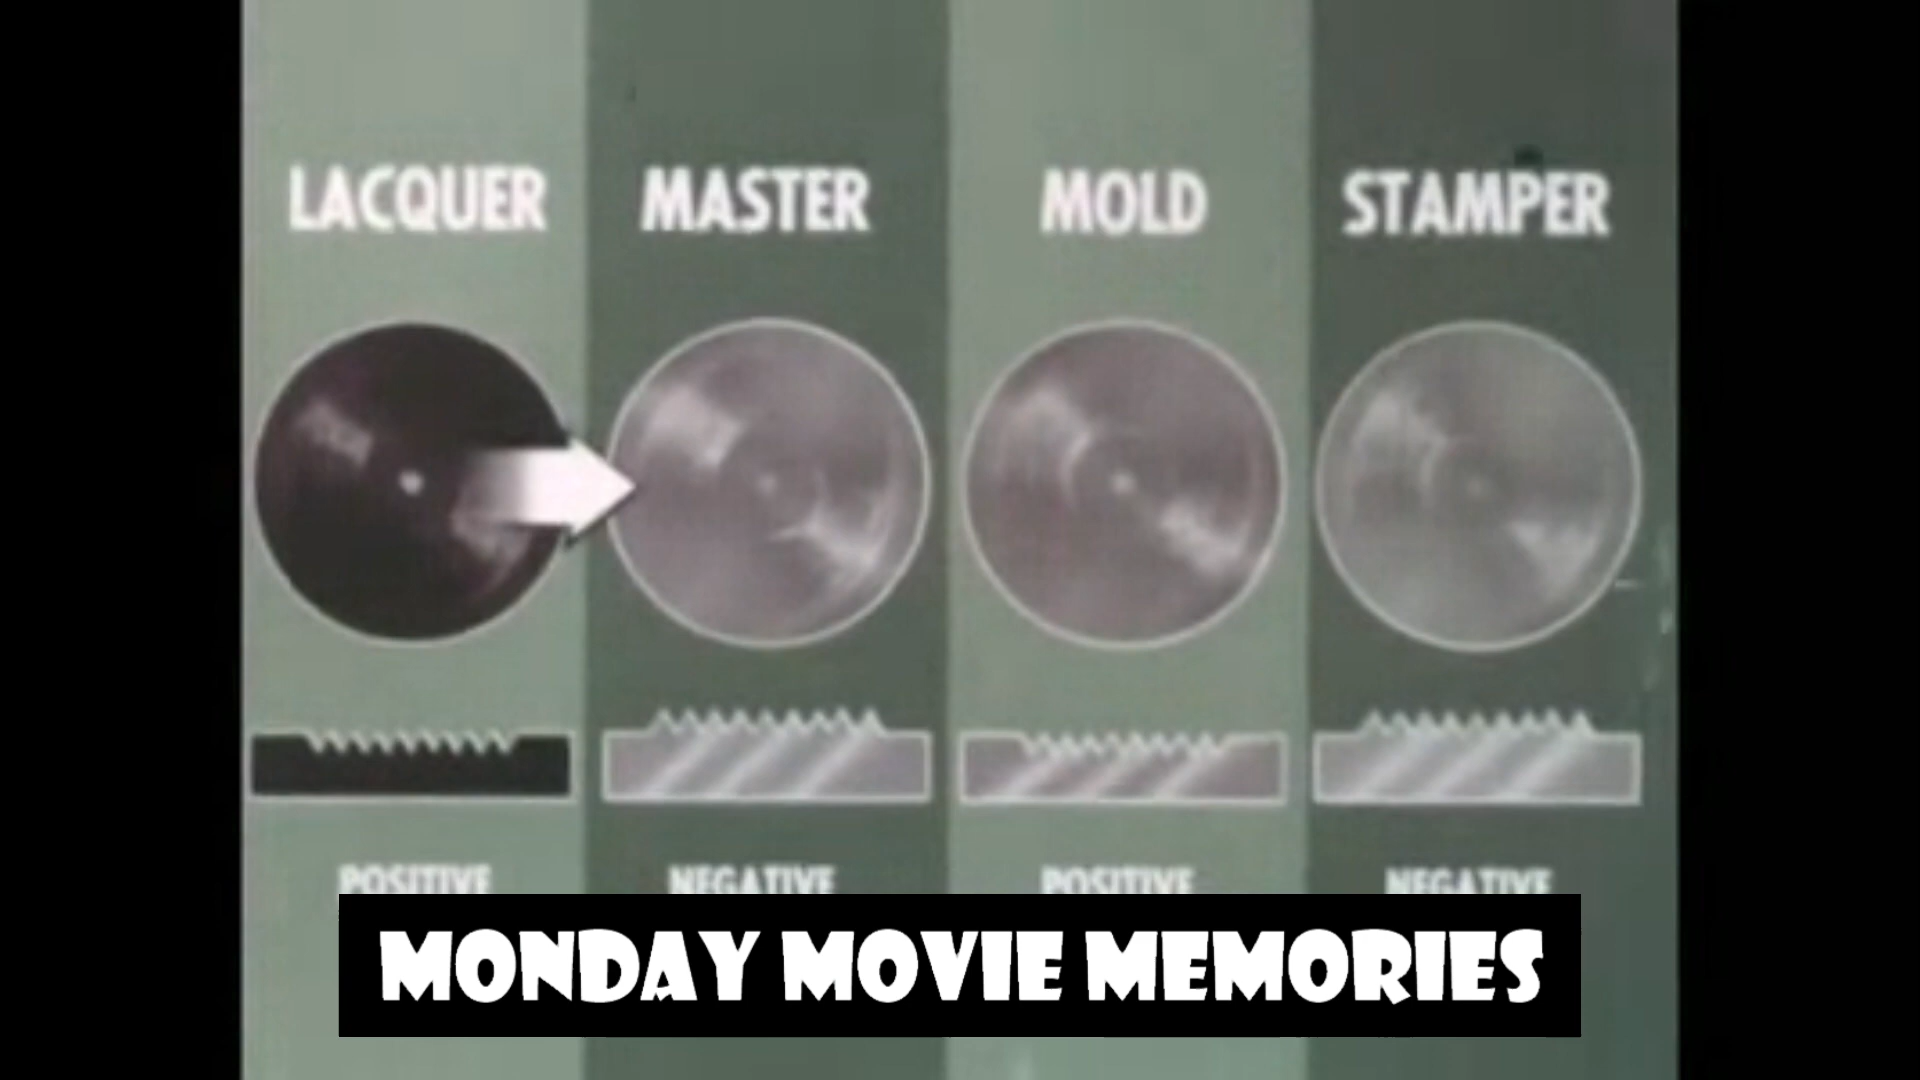 LACQUER MASTER MOLD STAMPER
POSITIVE NEGATIVE POSITIVE NEGATIVE
MONDAY MOVIE MEMORIES